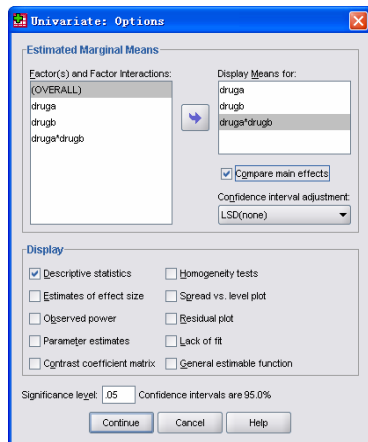 Univariate: Options
Estimated Marginal Means
Factor(s) and Factor Interactions:
(OVERALL)
druga
drugb
druga*drugb
Display Means for:
druga
drugb
druga*drugb
Compare main effects
Confidence interval adjustment:
LSD(none)
Display
Descriptive statistics
Homogeneity tests
Estimates of effect size
Spread vs. level plot
Observed power
Residual plot
Parameter estimates
Lack of fit
Contrast coefficient matrix
General estimable function
Significance level: .05 Confidence intervals are 95.0%
Continue
Cancel
Help